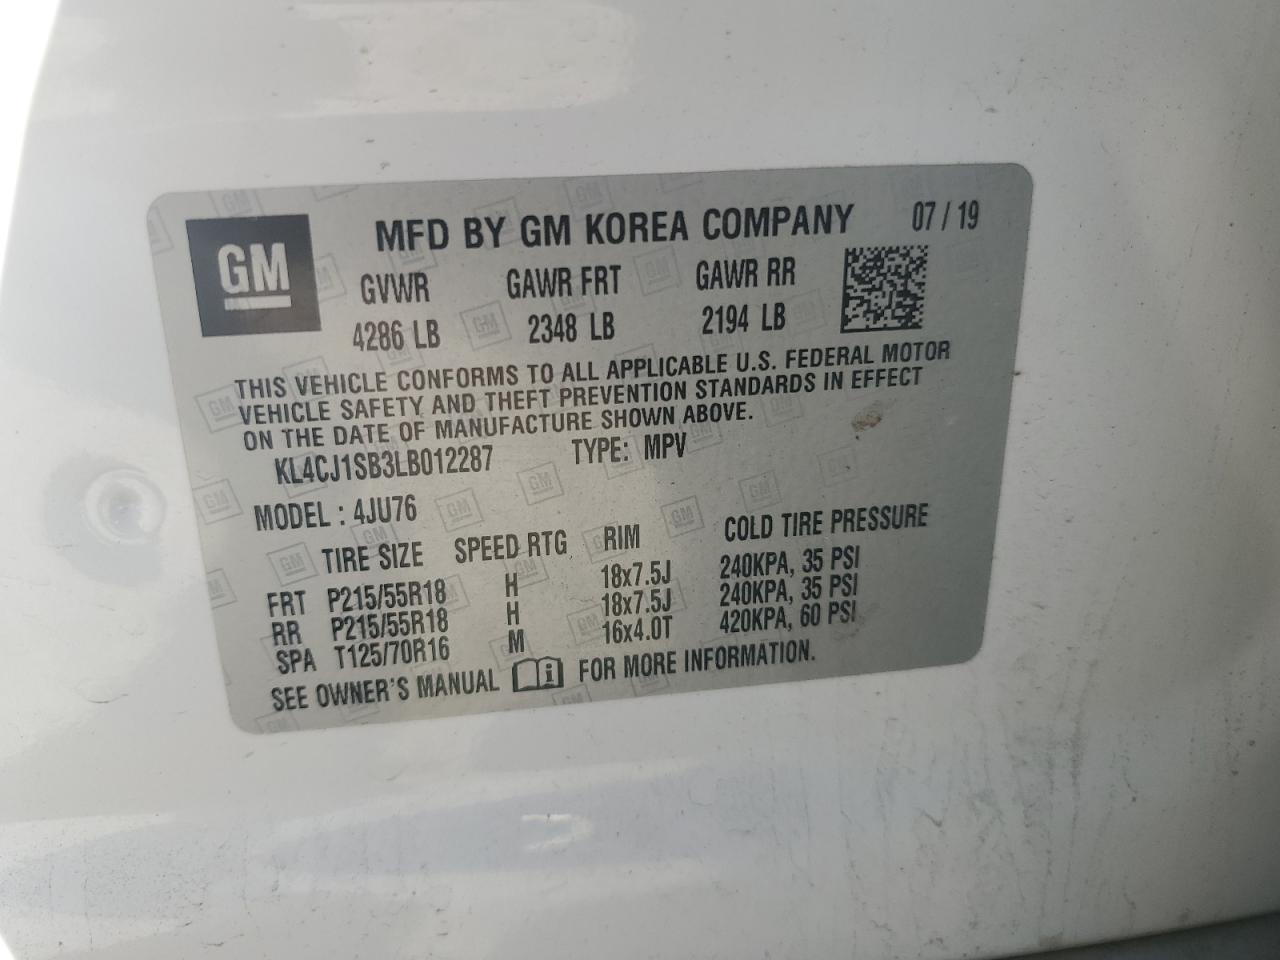 GM
MFD BY GM KOREA COMPANY 07 / 19
GVWR GAWR FRT GAWR RR
4286 LB 2348 LB 2194 LB
THIS VEHICLE CONFORMS TO ALL APPLICABLE U.S. FEDERAL MOTOR
VEHICLE SAFETY AND THEFT PREVENTION STANDARDS IN EFFECT
ON THE DATE OF MANUFACTURE SHOWN ABOVE.
KL4CJ1SB3LB012287 TYPE: MPV
MODEL : 4JU76
TIRE SIZE SPEED RTG RIM COLD TIRE PRESSURE
FRT P215/55R18 H 18x7.5J 240KPA, 35 PSI
RR P215/55R18 H 18x7.5J 240KPA, 35 PSI
SPA T125/70R16 M 16x4.0T 420KPA, 60 PSI
SEE OWNER'S MANUAL i FOR MORE INFORMATION.